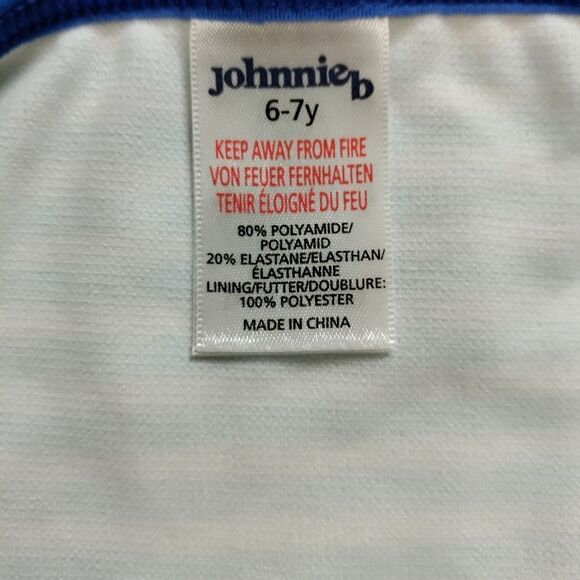 johnnieb
6-7y
KEEP AWAY FROM FIRE
VON FEUER FERNHALTEN
TENIR ÉLOIGNÉ DU FEU
80% POLYAMIDE/
POLYAMID
20% ELASTANE/ELASTHAN/
ÉLASTHANNE
LINING/FUTTER/DOUBLURE:
100% POLYESTER
MADE IN CHINA